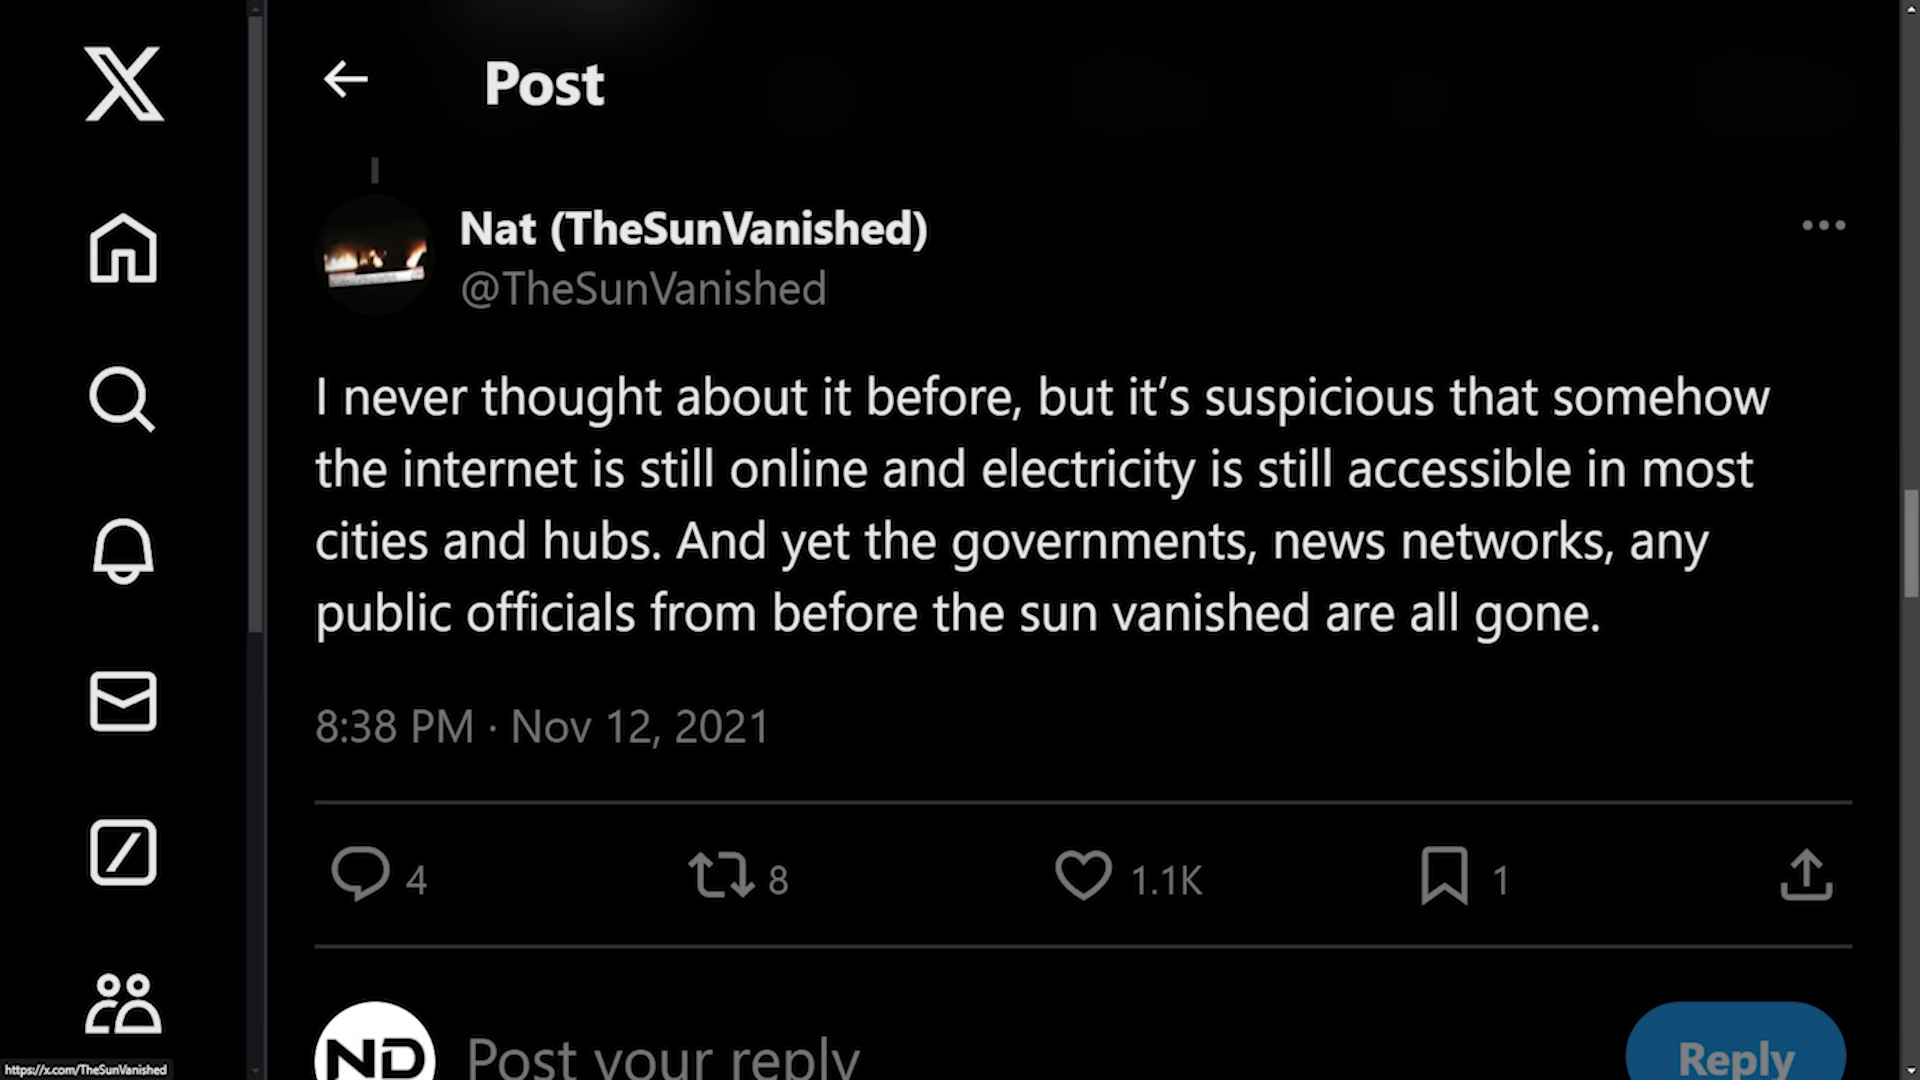 Post
Nat (TheSunVanished)
@TheSunVanished
I never thought about it before, but it’s suspicious that somehow
the internet is still online and electricity is still accessible in most
cities and hubs. And yet the governments, news networks, any
public officials from before the sun vanished are all gone.
8:38 PM · Nov 12, 2021
4 8 1.1K 1
ND Post your reply Reply
https://x.com/TheSunVanished